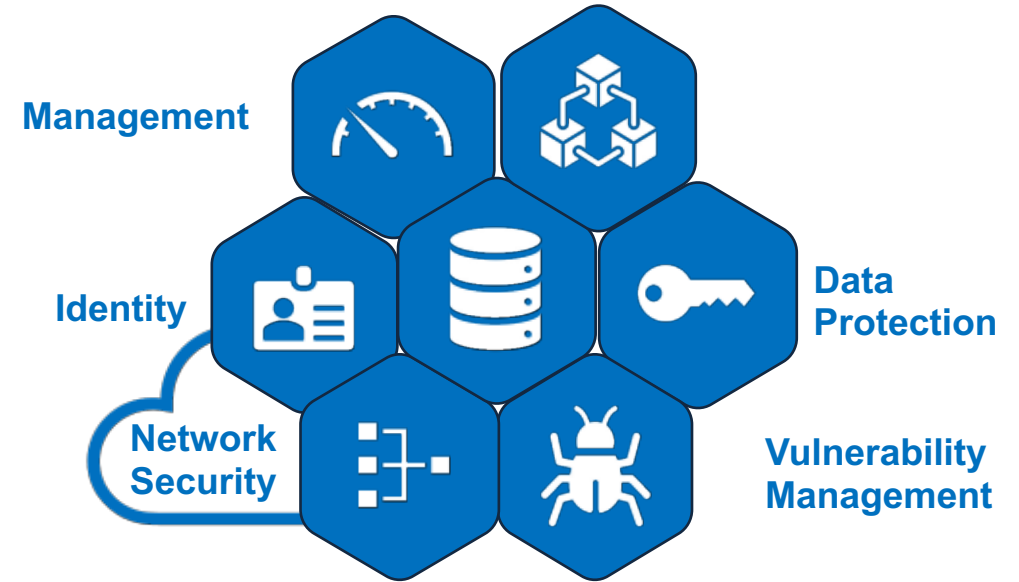 Management
Identity
Data
Protection
Network
Security
Vulnerability
Management